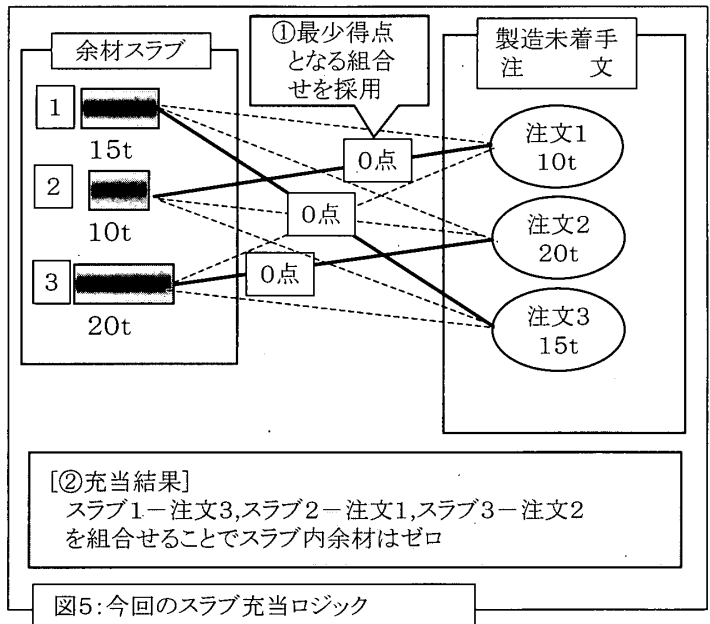 余材スラブ
①最少得点
となる組合
せを採用
製造未着手
注　　文
1
15t
2
10t
3
20t
0点
0点
0点
注文1
10t
注文2
20t
注文3
15t
[②充当結果]
スラブ1－注文3,スラブ2－注文1,スラブ3－注文2
を組合せることでスラブ内余材はゼロ
図5:今回のスラブ充当ロジック